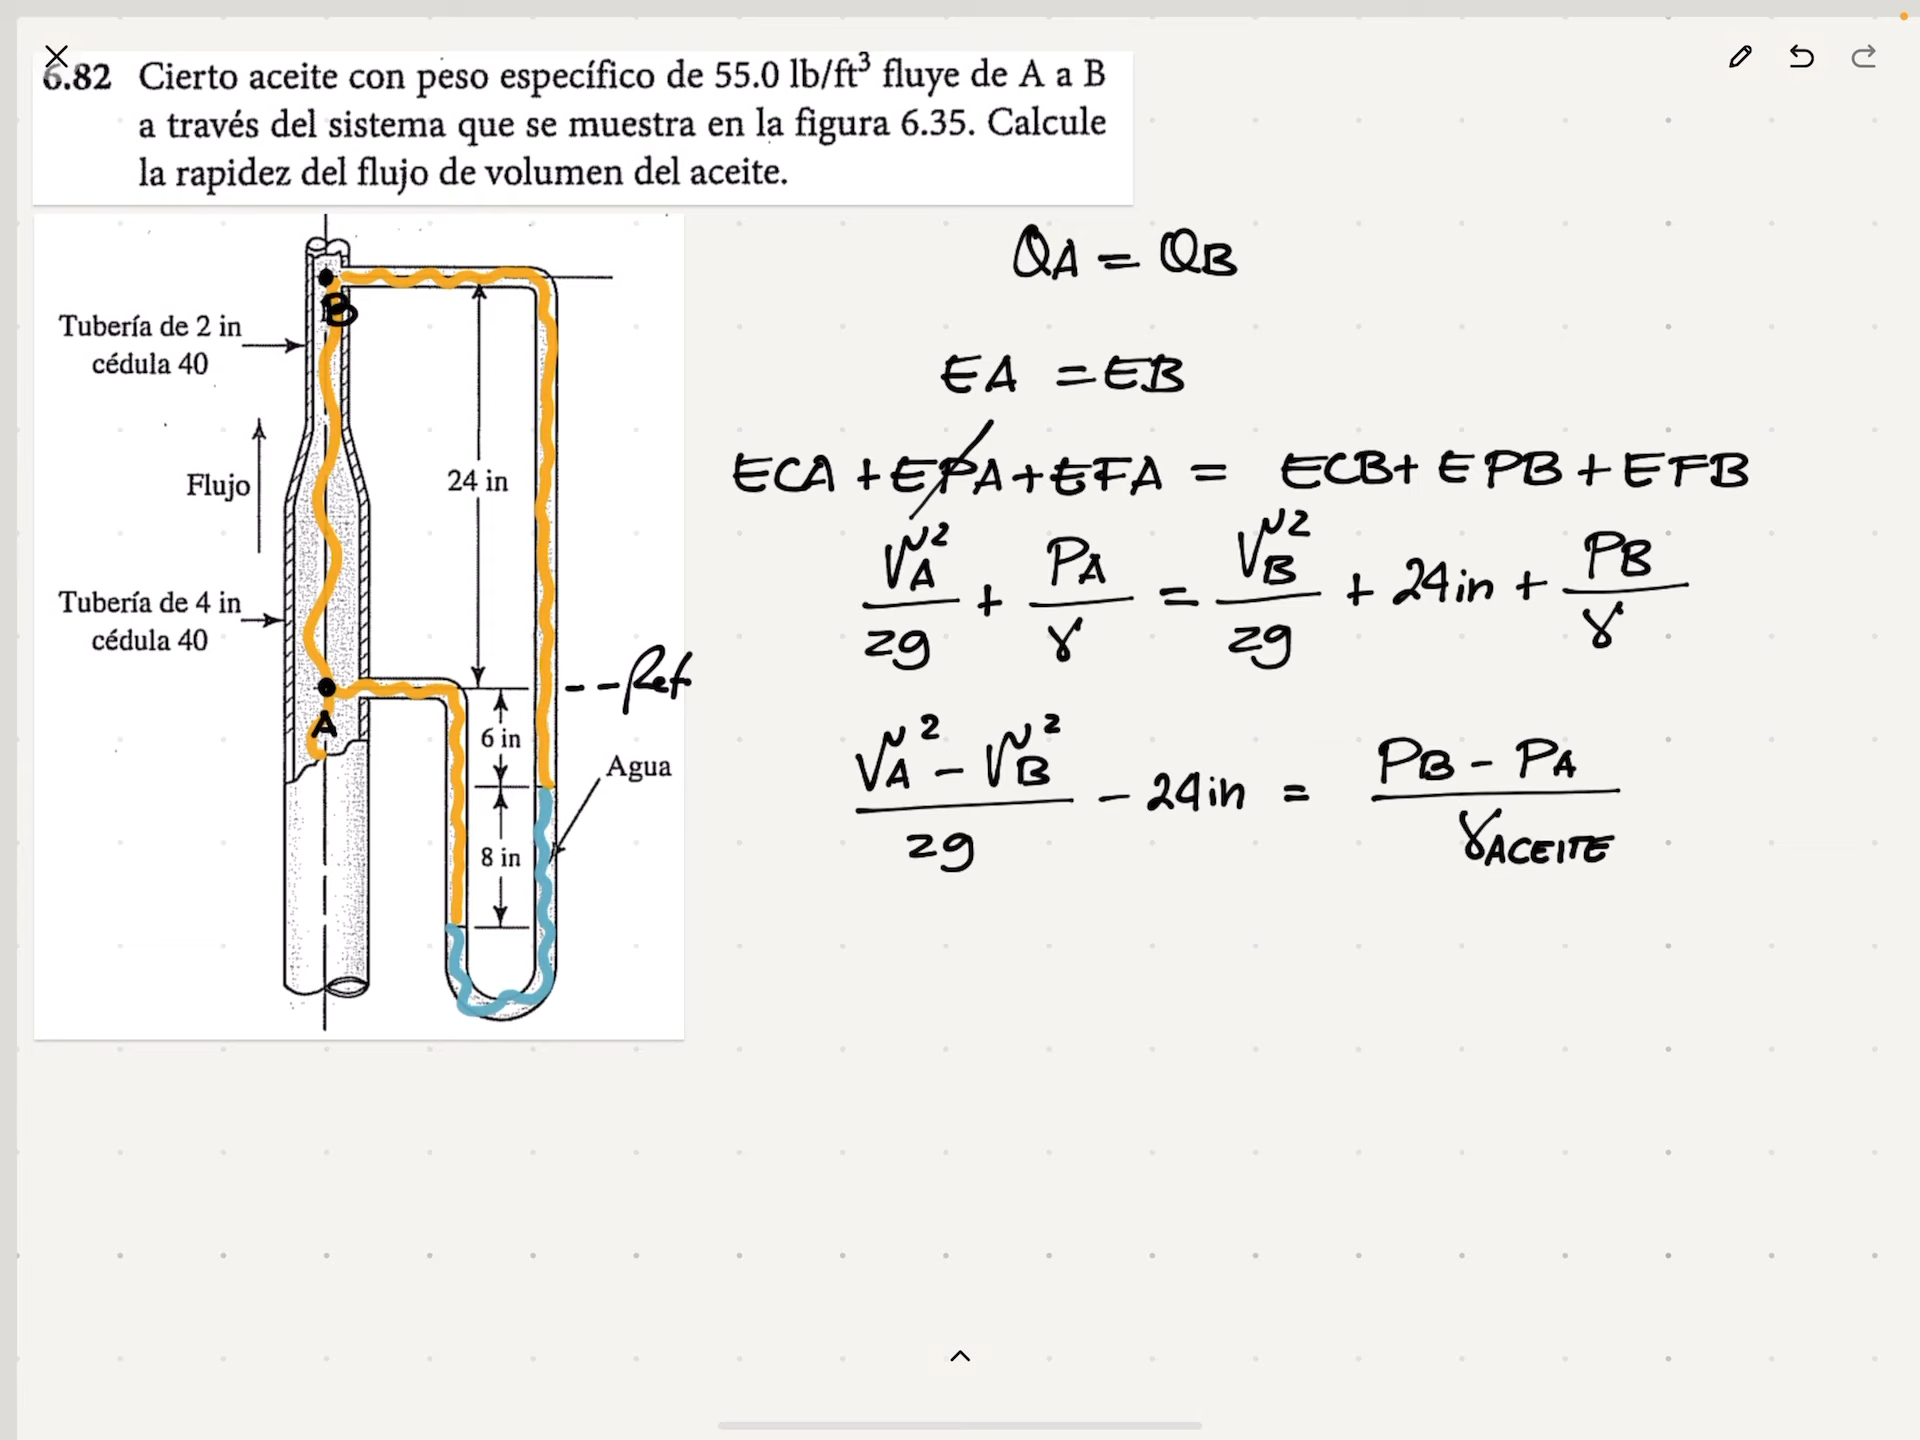 6.82 Cierto aceite con peso específico de 55.0 lb/ft³ fluye de A a B
a través del sistema que se muestra en la figura 6.35. Calcule
la rapidez del flujo de volumen del aceite.
B
Tubería de 2 in
cédula 40
24 in
Flujo
Tubería de 4 in
cédula 40
A
6 in
Agua
8 in
--Ref
QA = QB
EA = EB
ECA + EPA + EFA = ECB + EPB + EFB
VA²/2g + PA/γ = VB²/2g + 24in + PB/γ
VA² - VB²/2g - 24in = PB - PA/γACEITE